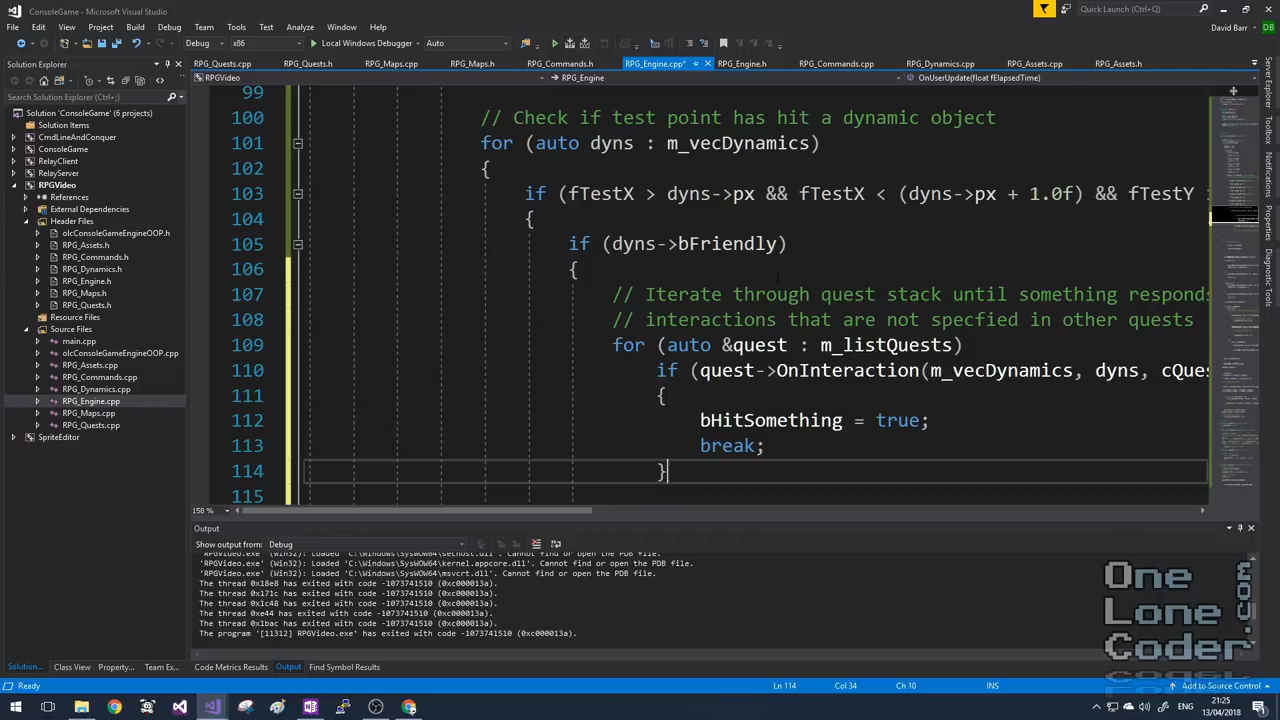 ConsoleGame - Microsoft Visual Studio
Quick Launch (Ctrl+Q)
File Edit View Project Build Debug Team Tools Test Analyze Window Help
David Barr DB
Debug x86 Local Windows Debugger Auto
Solution Explorer
RPG_Quests.cpp RPG_Quests.h RPG_Maps.cpp RPG_Maps.h RPG_Commands.h RPG_Engine.cpp* RPG_Engine.h RPG_Commands.cpp RPG_Dynamics.cpp RPG_Assets.cpp RPG_Assets.h
RPGVideo RPG_Engine OnUserUpdate(float fElapsedTime)
Search Solution Explorer (Ctrl+;)
Solution 'ConsoleGame' (6 projects)
Solution Items
CmdLineAndConquer
ConsoleGame
RelayClient
RelayServer
RPGVideo
References
External Dependencies
Header Files
olcConsoleGameEngineOOP.h
RPG_Assets.h
RPG_Commands.h
RPG_Dynamics.h
RPG_Engine.h
RPG_Maps.h
RPG_Quests.h
Resource Files
Source Files
main.cpp
olcConsoleGameEngineOOP.cpp
RPG_Assets.cpp
RPG_Commands.cpp
RPG_Dynamics.cpp
RPG_Engine.cpp
RPG_Maps.cpp
RPG_Quests.cpp
SpriteEditor
99
100 // Check if test point has hit a dynamic object
101 for (auto dyns : m_vecDynamics)
102 {
103 if (fTestX > dyns->px && fTestX < (dyns->px + 1.0f) && fTestY
104 {
105 if (dyns->bFriendly)
106 {
107 // Iterate through quest stack until something responds
108 // interactions that are not specfied in other quests
109 for (auto &quest : m_listQuests)
110 if (quest->OnInteraction(m_vecDynamics, dyns, cQues
111 {
112 bHitSomething = true;
113 break;
114 }
115
158 %
Output
Show output from: Debug
'RPGVideo.exe' (Win32): Loaded 'C:\Windows\SysWOW64\sechost.dll'. Cannot find or open the PDB file.
'RPGVideo.exe' (Win32): Loaded 'C:\Windows\SysWOW64\kernel.appcore.dll'. Cannot find or open the PDB file.
'RPGVideo.exe' (Win32): Loaded 'C:\Windows\SysWOW64\msvcrt.dll'. Cannot find or open the PDB file.
The thread 0x18e8 has exited with code -1073741510 (0xc000013a).
The thread 0x171c has exited with code -1073741510 (0xc000013a).
The thread 0x1c48 has exited with code -1073741510 (0xc000013a).
The thread 0xe44 has exited with code -1073741510 (0xc000013a).
The thread 0x1bac has exited with code -1073741510 (0xc000013a).
The program '[11312] RPGVideo.exe' has exited with code -1073741510 (0xc000013a).
Solution... Class View Property... Team Ex...
Code Metrics Results Output Find Symbol Results
Server Explorer
Properties
Diagnostic Tools
One
Lone
Coder
.com
Ready Ln 114 Col 34 Ch 10 INS Add to Source Control
21:25
13/04/2018